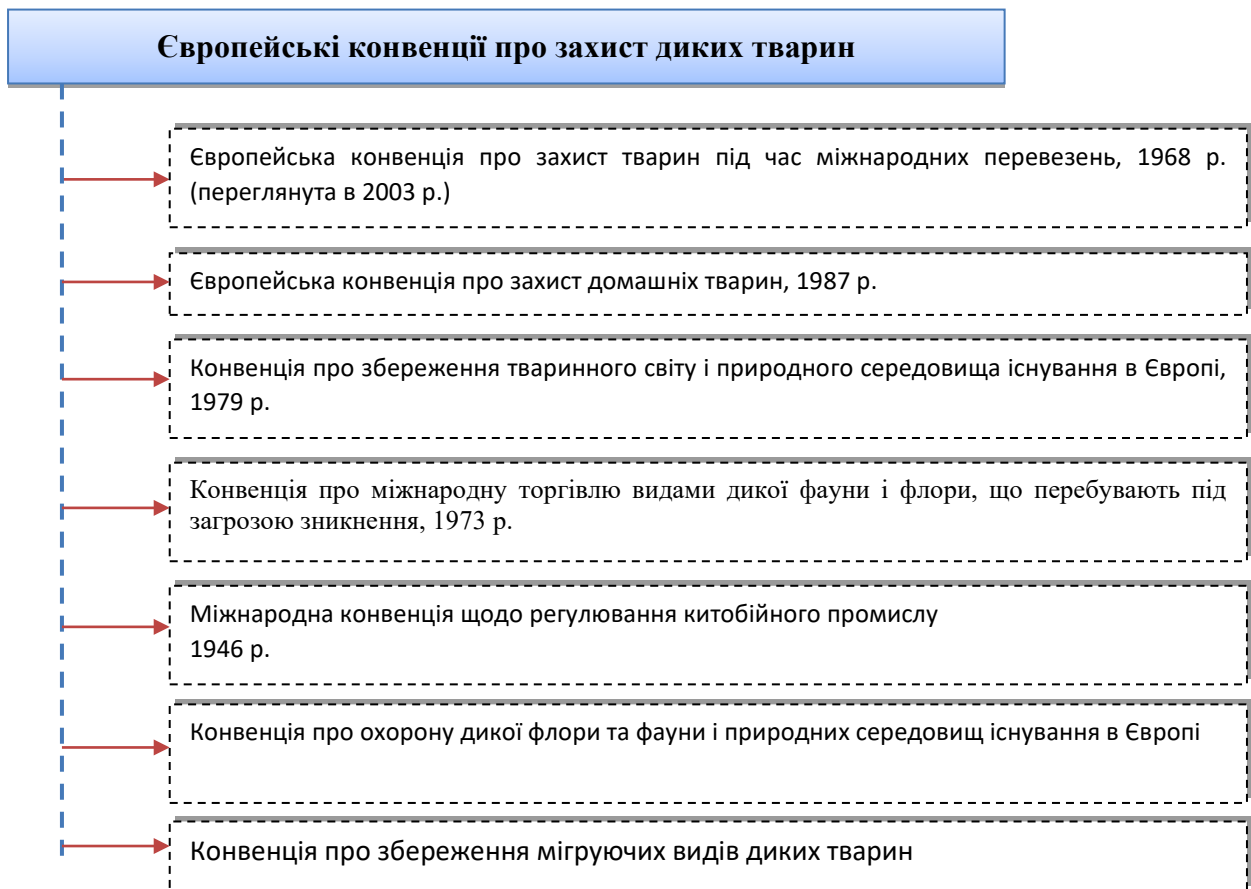 Європейські конвенції про захист диких тварин
Європейська конвенція про захист тварин під час міжнародних перевезень, 1968 р.
(переглянута в 2003 р.)
Європейська конвенція про захист домашніх тварин, 1987 р.
Конвенція про збереження тваринного світу і природного середовища існування в Європі,
1979 р.
Конвенція про міжнародну торгівлю видами дикої фауни і флори, що перебувають під
загрозою зникнення, 1973 р.
Міжнародна конвенція щодо регулювання китобійного промислу
1946 р.
Конвенція про охорону дикої флори та фауни і природних середовищ існування в Європі
Конвенція про збереження мігруючих видів диких тварин